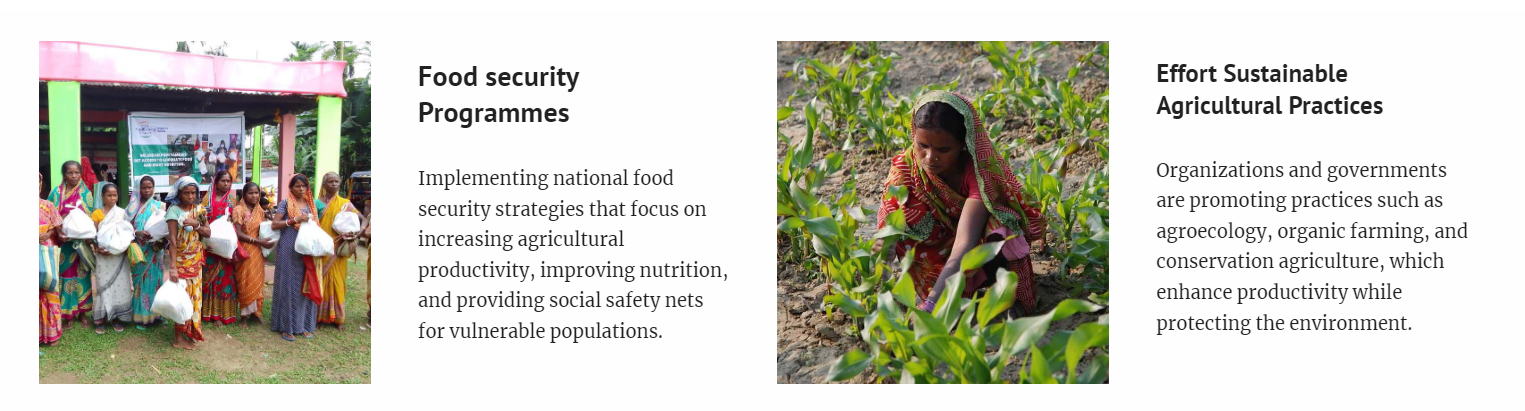 Food security
Programmes
Implementing national food
security strategies that focus on
increasing agricultural
productivity, improving nutrition,
and providing social safety nets
for vulnerable populations.
Effort Sustainable
Agricultural Practices
Organizations and governments
are promoting practices such as
agroecology, organic farming, and
conservation agriculture, which
enhance productivity while
protecting the environment.